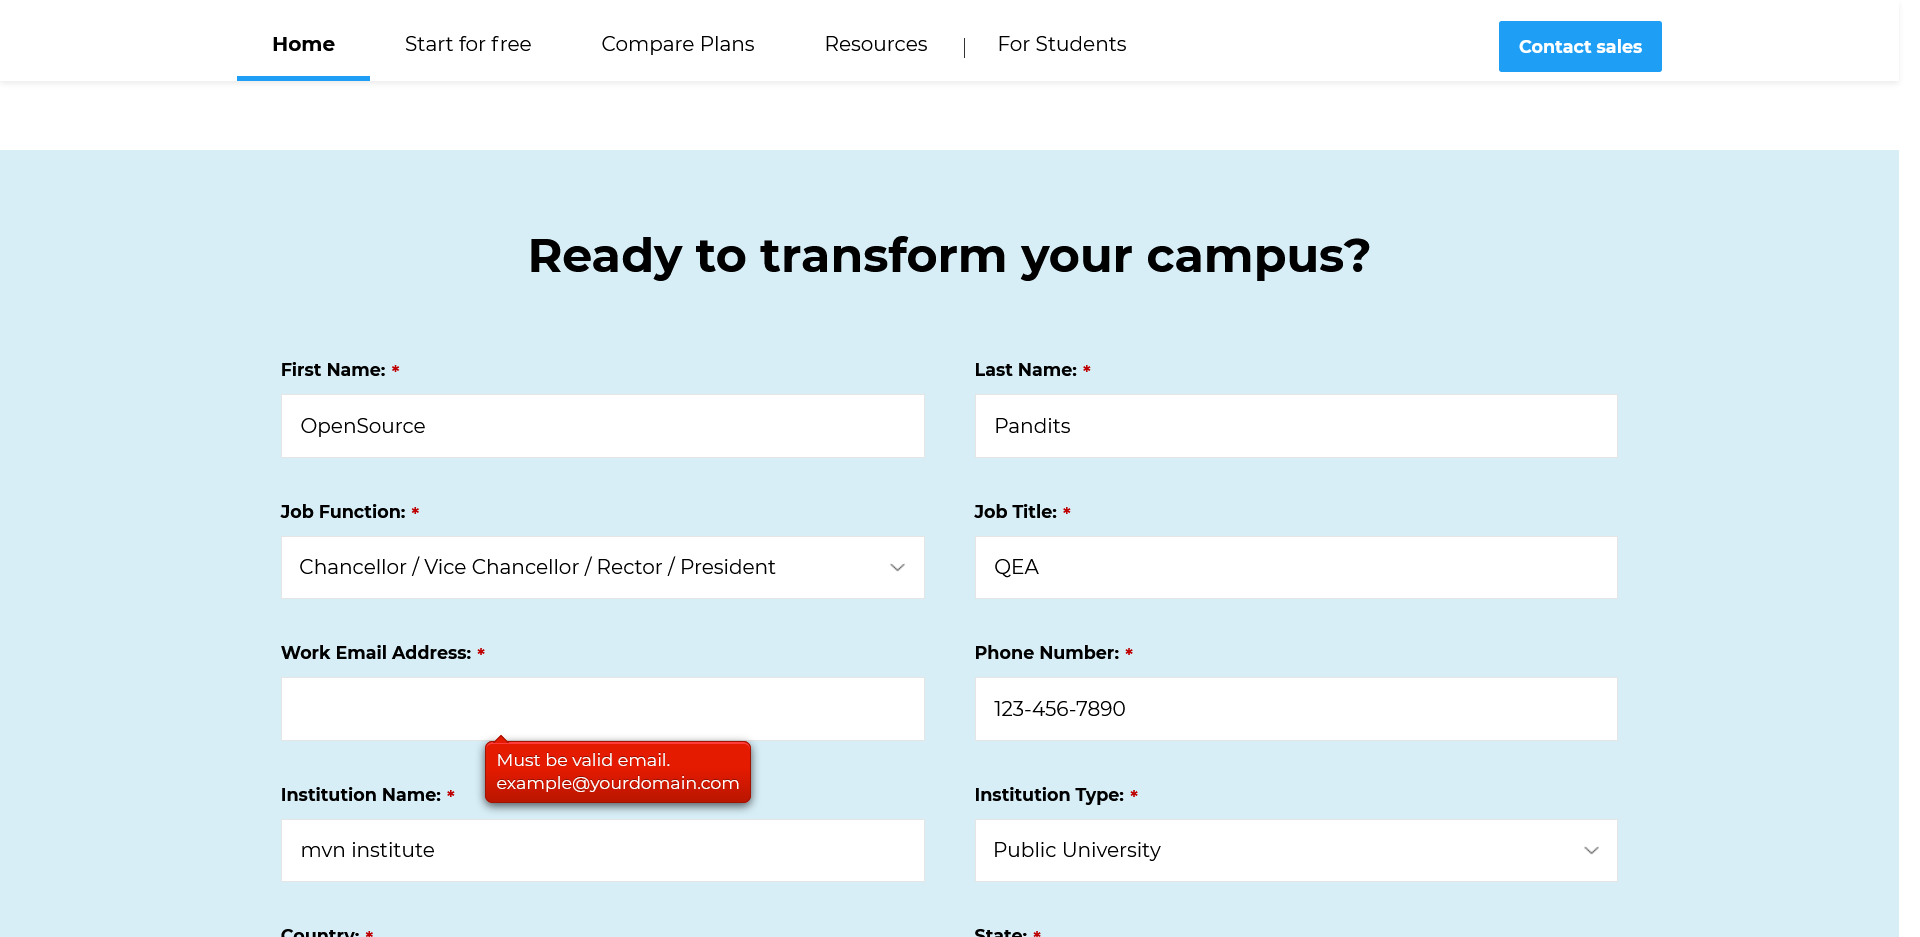 Home Start for free Compare Plans Resources | For Students Contact sales
Ready to transform your campus?
First Name: * Last Name: *
OpenSource Pandits
Job Function: * Job Title: *
Chancellor / Vice Chancellor / Rector / President QEA
Work Email Address: * Phone Number: *
123-456-7890
Must be valid email.
example@yourdomain.com
Institution Name: * Institution Type: *
mvn institute Public University
Country: * State: *